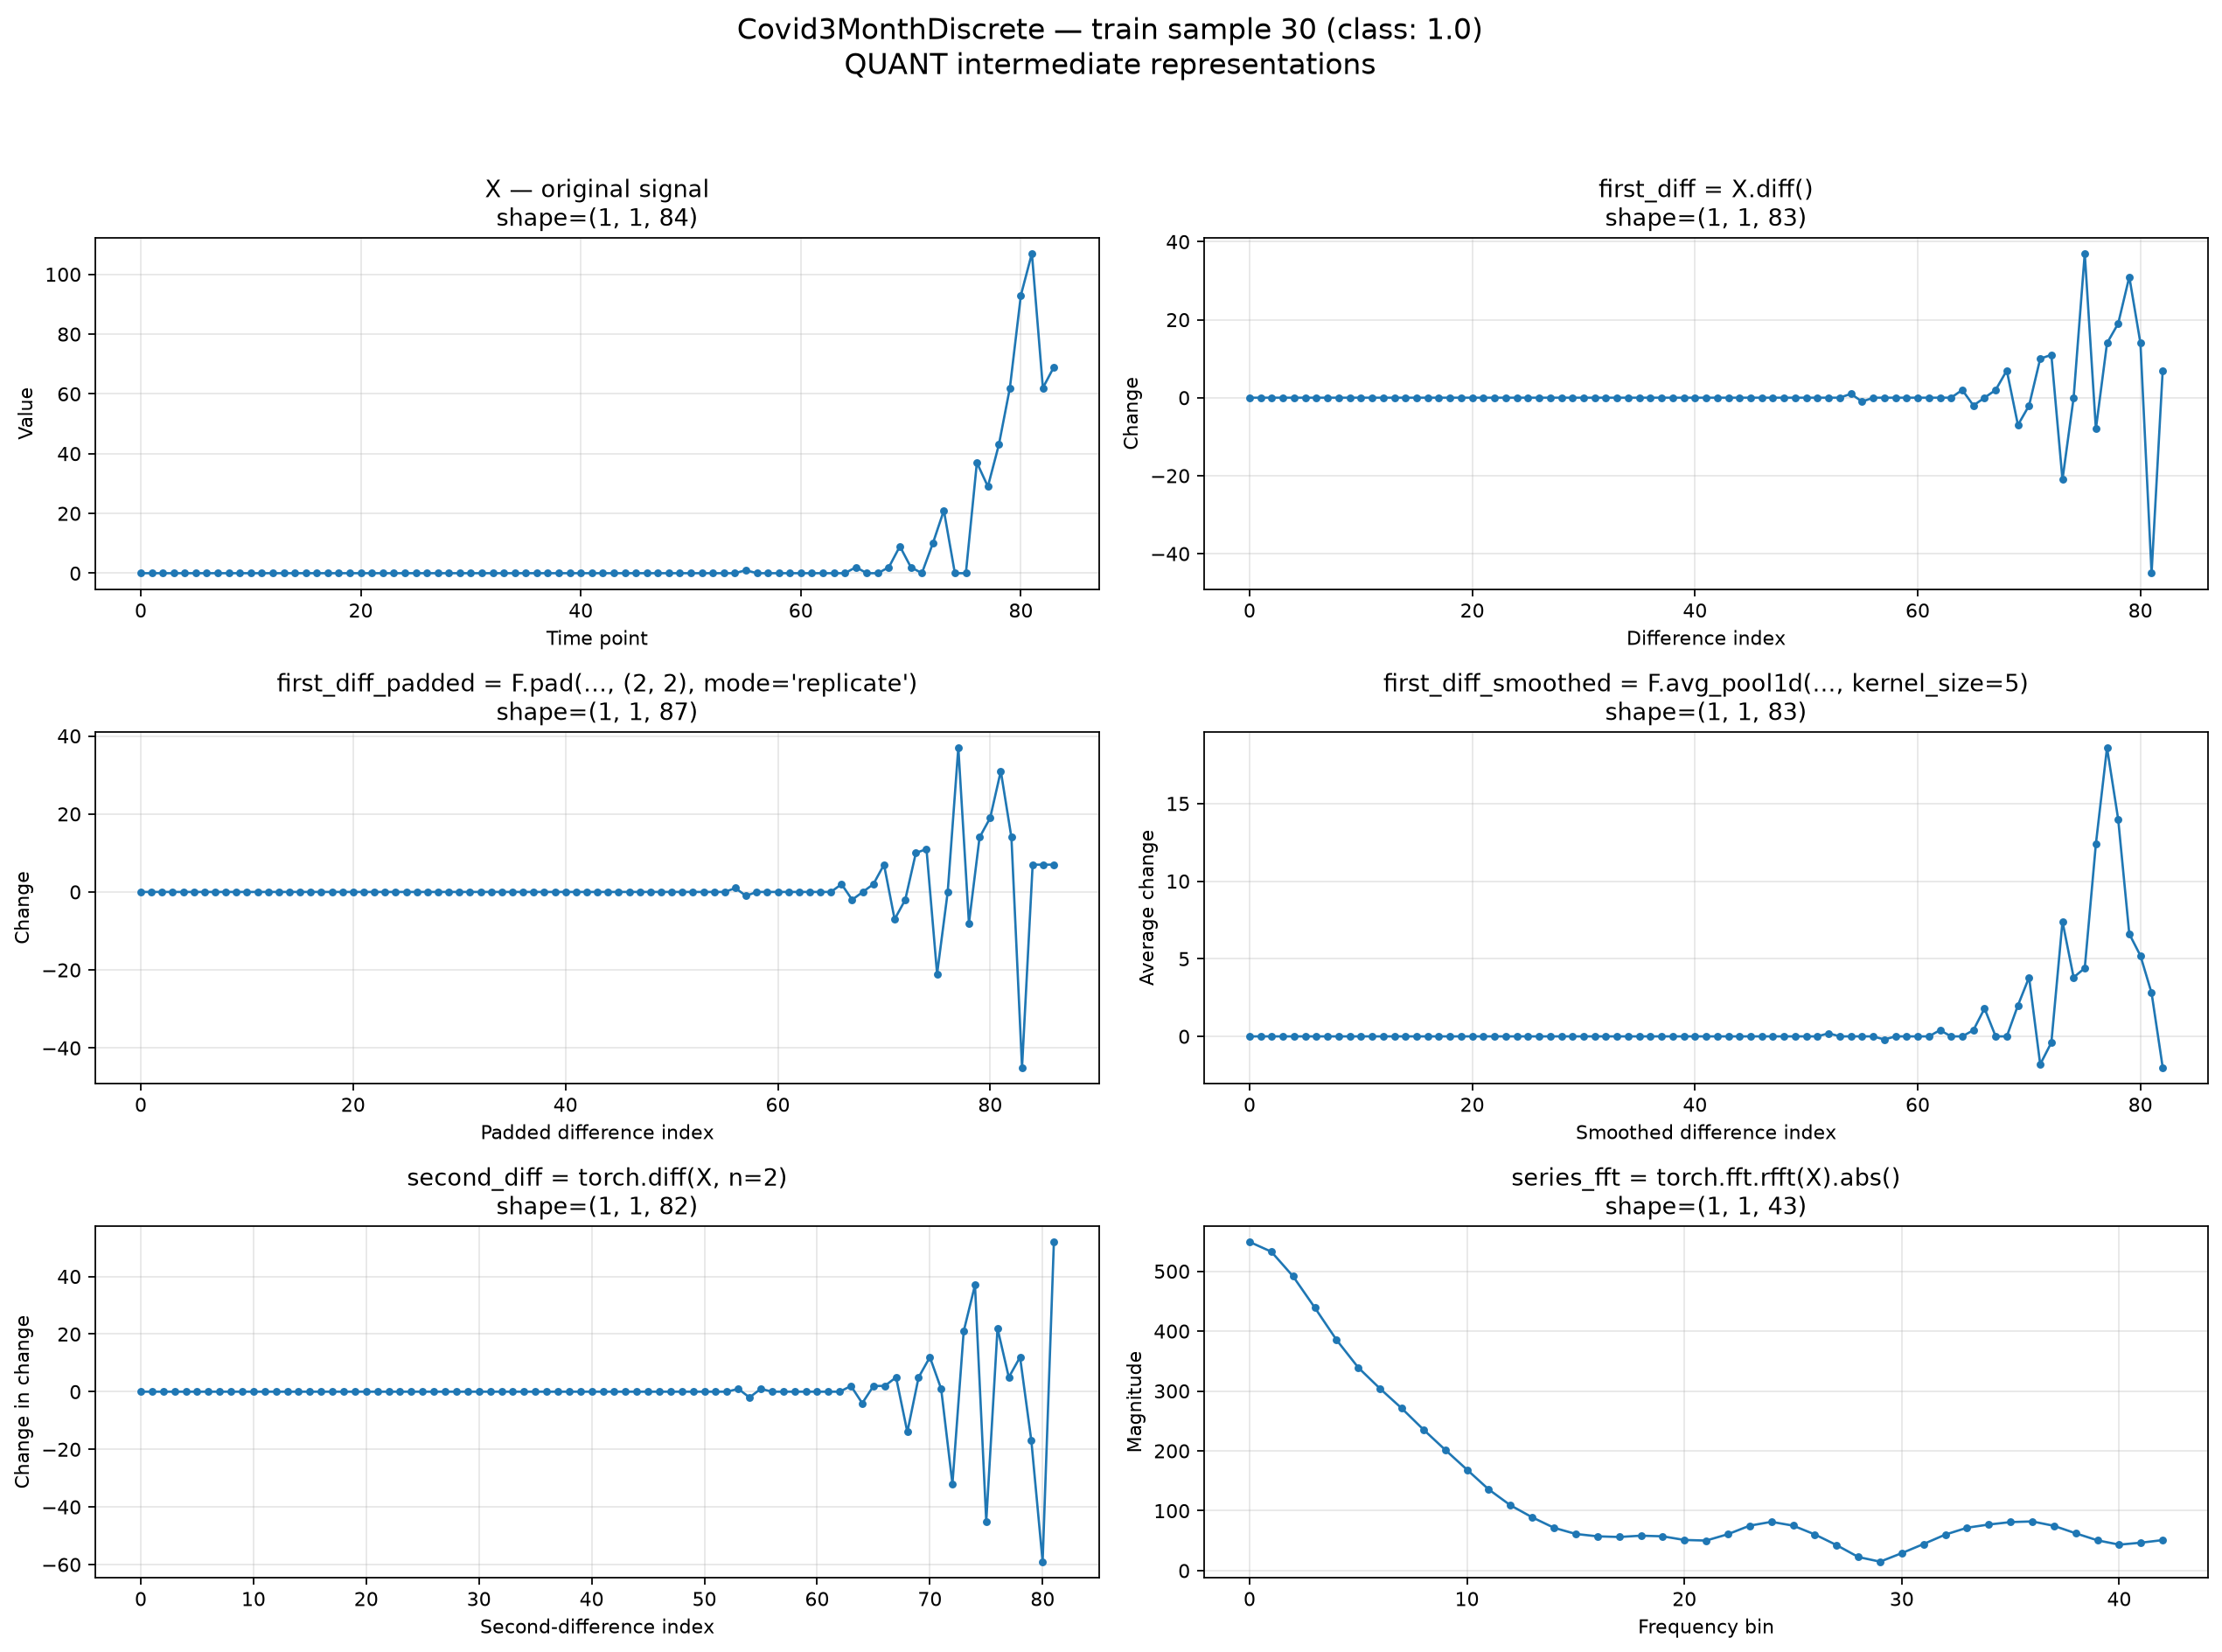 Covid3MonthDiscrete — train sample 30 (class: 1.0)
QUANT intermediate representations
X — original signal
shape=(1, 1, 84)
Value
100
80
60
40
20
0
0 20 40 60 80
Time point
first_diff = X.diff()
shape=(1, 1, 83)
Change
40
20
0
−20
−40
0 20 40 60 80
Difference index
first_diff_padded = F.pad(..., (2, 2), mode='replicate')
shape=(1, 1, 87)
Change
40
20
0
−20
−40
0 20 40 60 80
Padded difference index
first_diff_smoothed = F.avg_pool1d(..., kernel_size=5)
shape=(1, 1, 83)
Average change
15
10
5
0
0 20 40 60 80
Smoothed difference index
second_diff = torch.diff(X, n=2)
shape=(1, 1, 82)
Change in change
40
20
0
−20
−40
−60
0 10 20 30 40 50 60 70 80
Second-difference index
series_fft = torch.fft.rfft(X).abs()
shape=(1, 1, 43)
Magnitude
500
400
300
200
100
0
0 10 20 30 40
Frequency bin